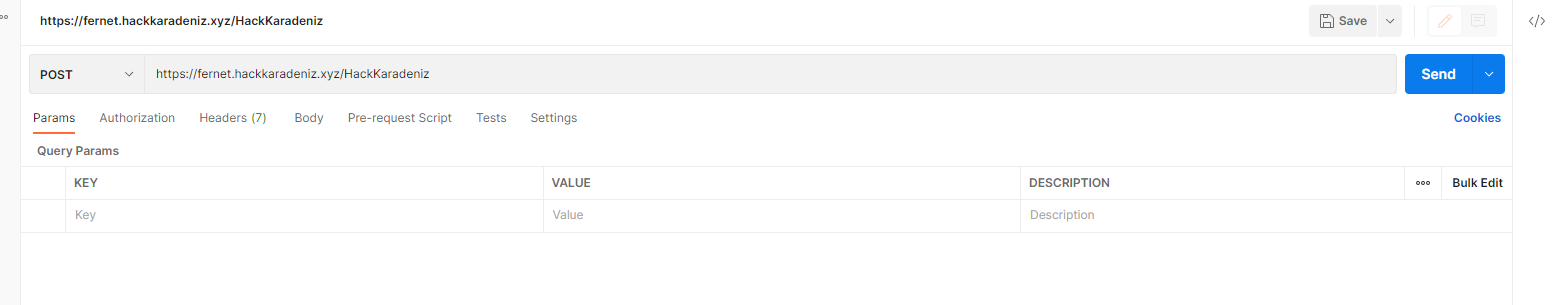 https://fernet.hackkaradeniz.xyz/HackKaradeniz Save </>
POST https://fernet.hackkaradeniz.xyz/HackKaradeniz Send
Params Authorization Headers (7) Body Pre-request Script Tests Settings Cookies
Query Params
KEY VALUE DESCRIPTION ooo Bulk Edit
Key Value Description